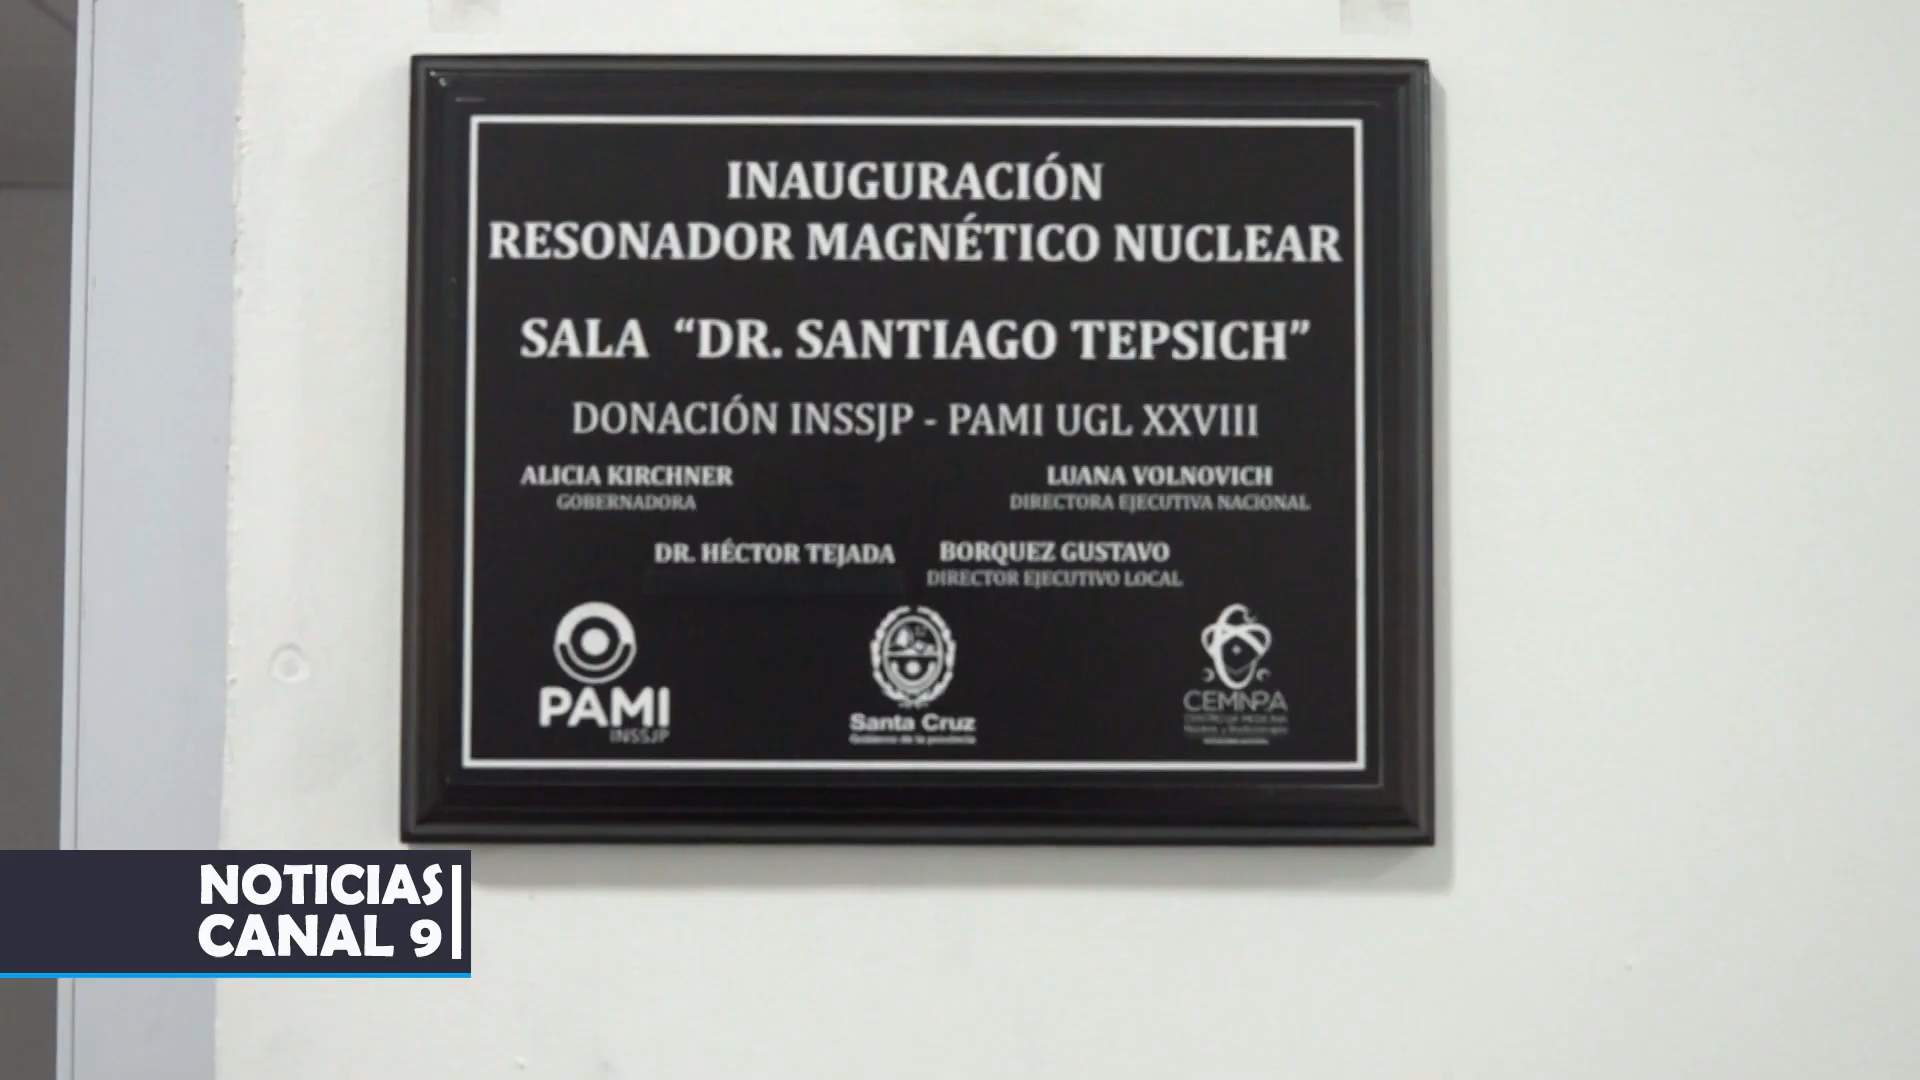 INAUGURACIÓN
RESONADOR MAGNÉTICO NUCLEAR
SALA "DR. SANTIAGO TEPSICH"
DONACIÓN INSSJP - PAMI UGL XXVIII
ALICIA KIRCHNER
GOBERNADORA
LUANA VOLNOVICH
DIRECTORA EJECUTIVA NACIONAL
DR. HÉCTOR TEJADA
BORQUEZ GUSTAVO
DIRECTOR EJECUTIVO LOCAL
PAMI
INSSJP
Santa Cruz
Gobierno de la provincia
NOTICIAS
CANAL 9